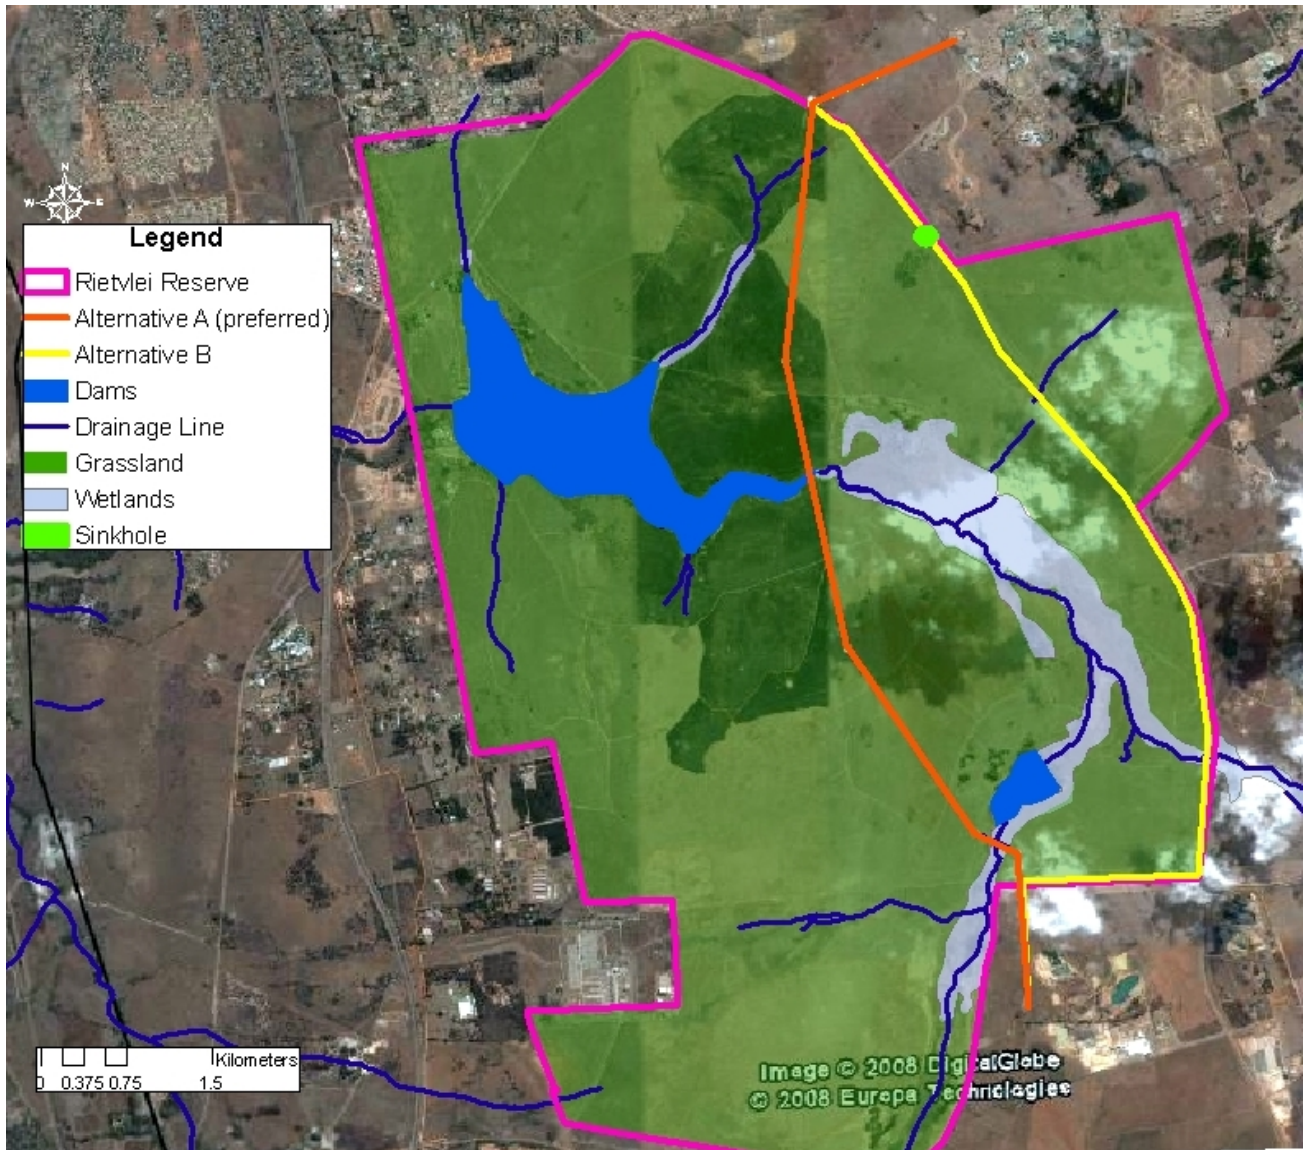 N
W E
S
Legend
Rietvlei Reserve
Alternative A (preferred)
Alternative B
Dams
Drainage Line
Grassland
Wetlands
Sinkhole
Kilometers
0 0.375 0.75 1.5
Image © 2008 DigitalGlobe
© 2008 Europa Technologies